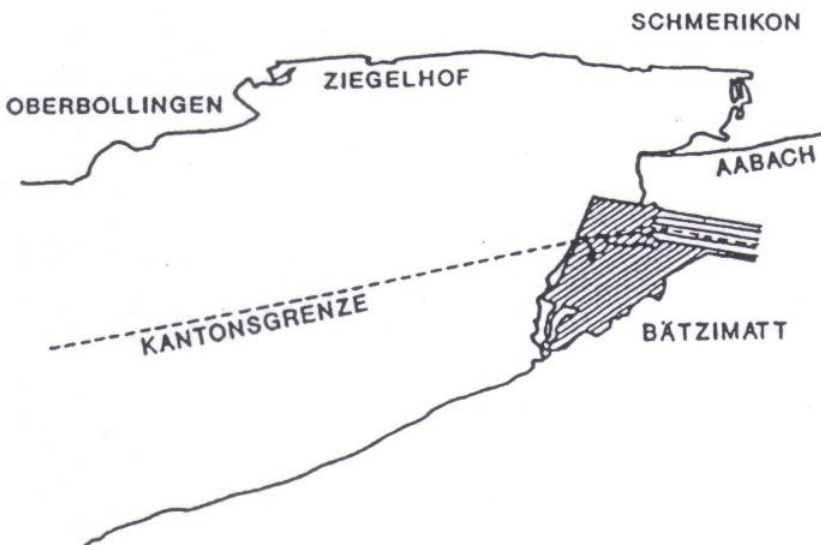 SCHMERIKON
ZIEGELHOF
OBERBOLLINGEN
AABACH
KANTONSGRENZE
BÄTZIMATT